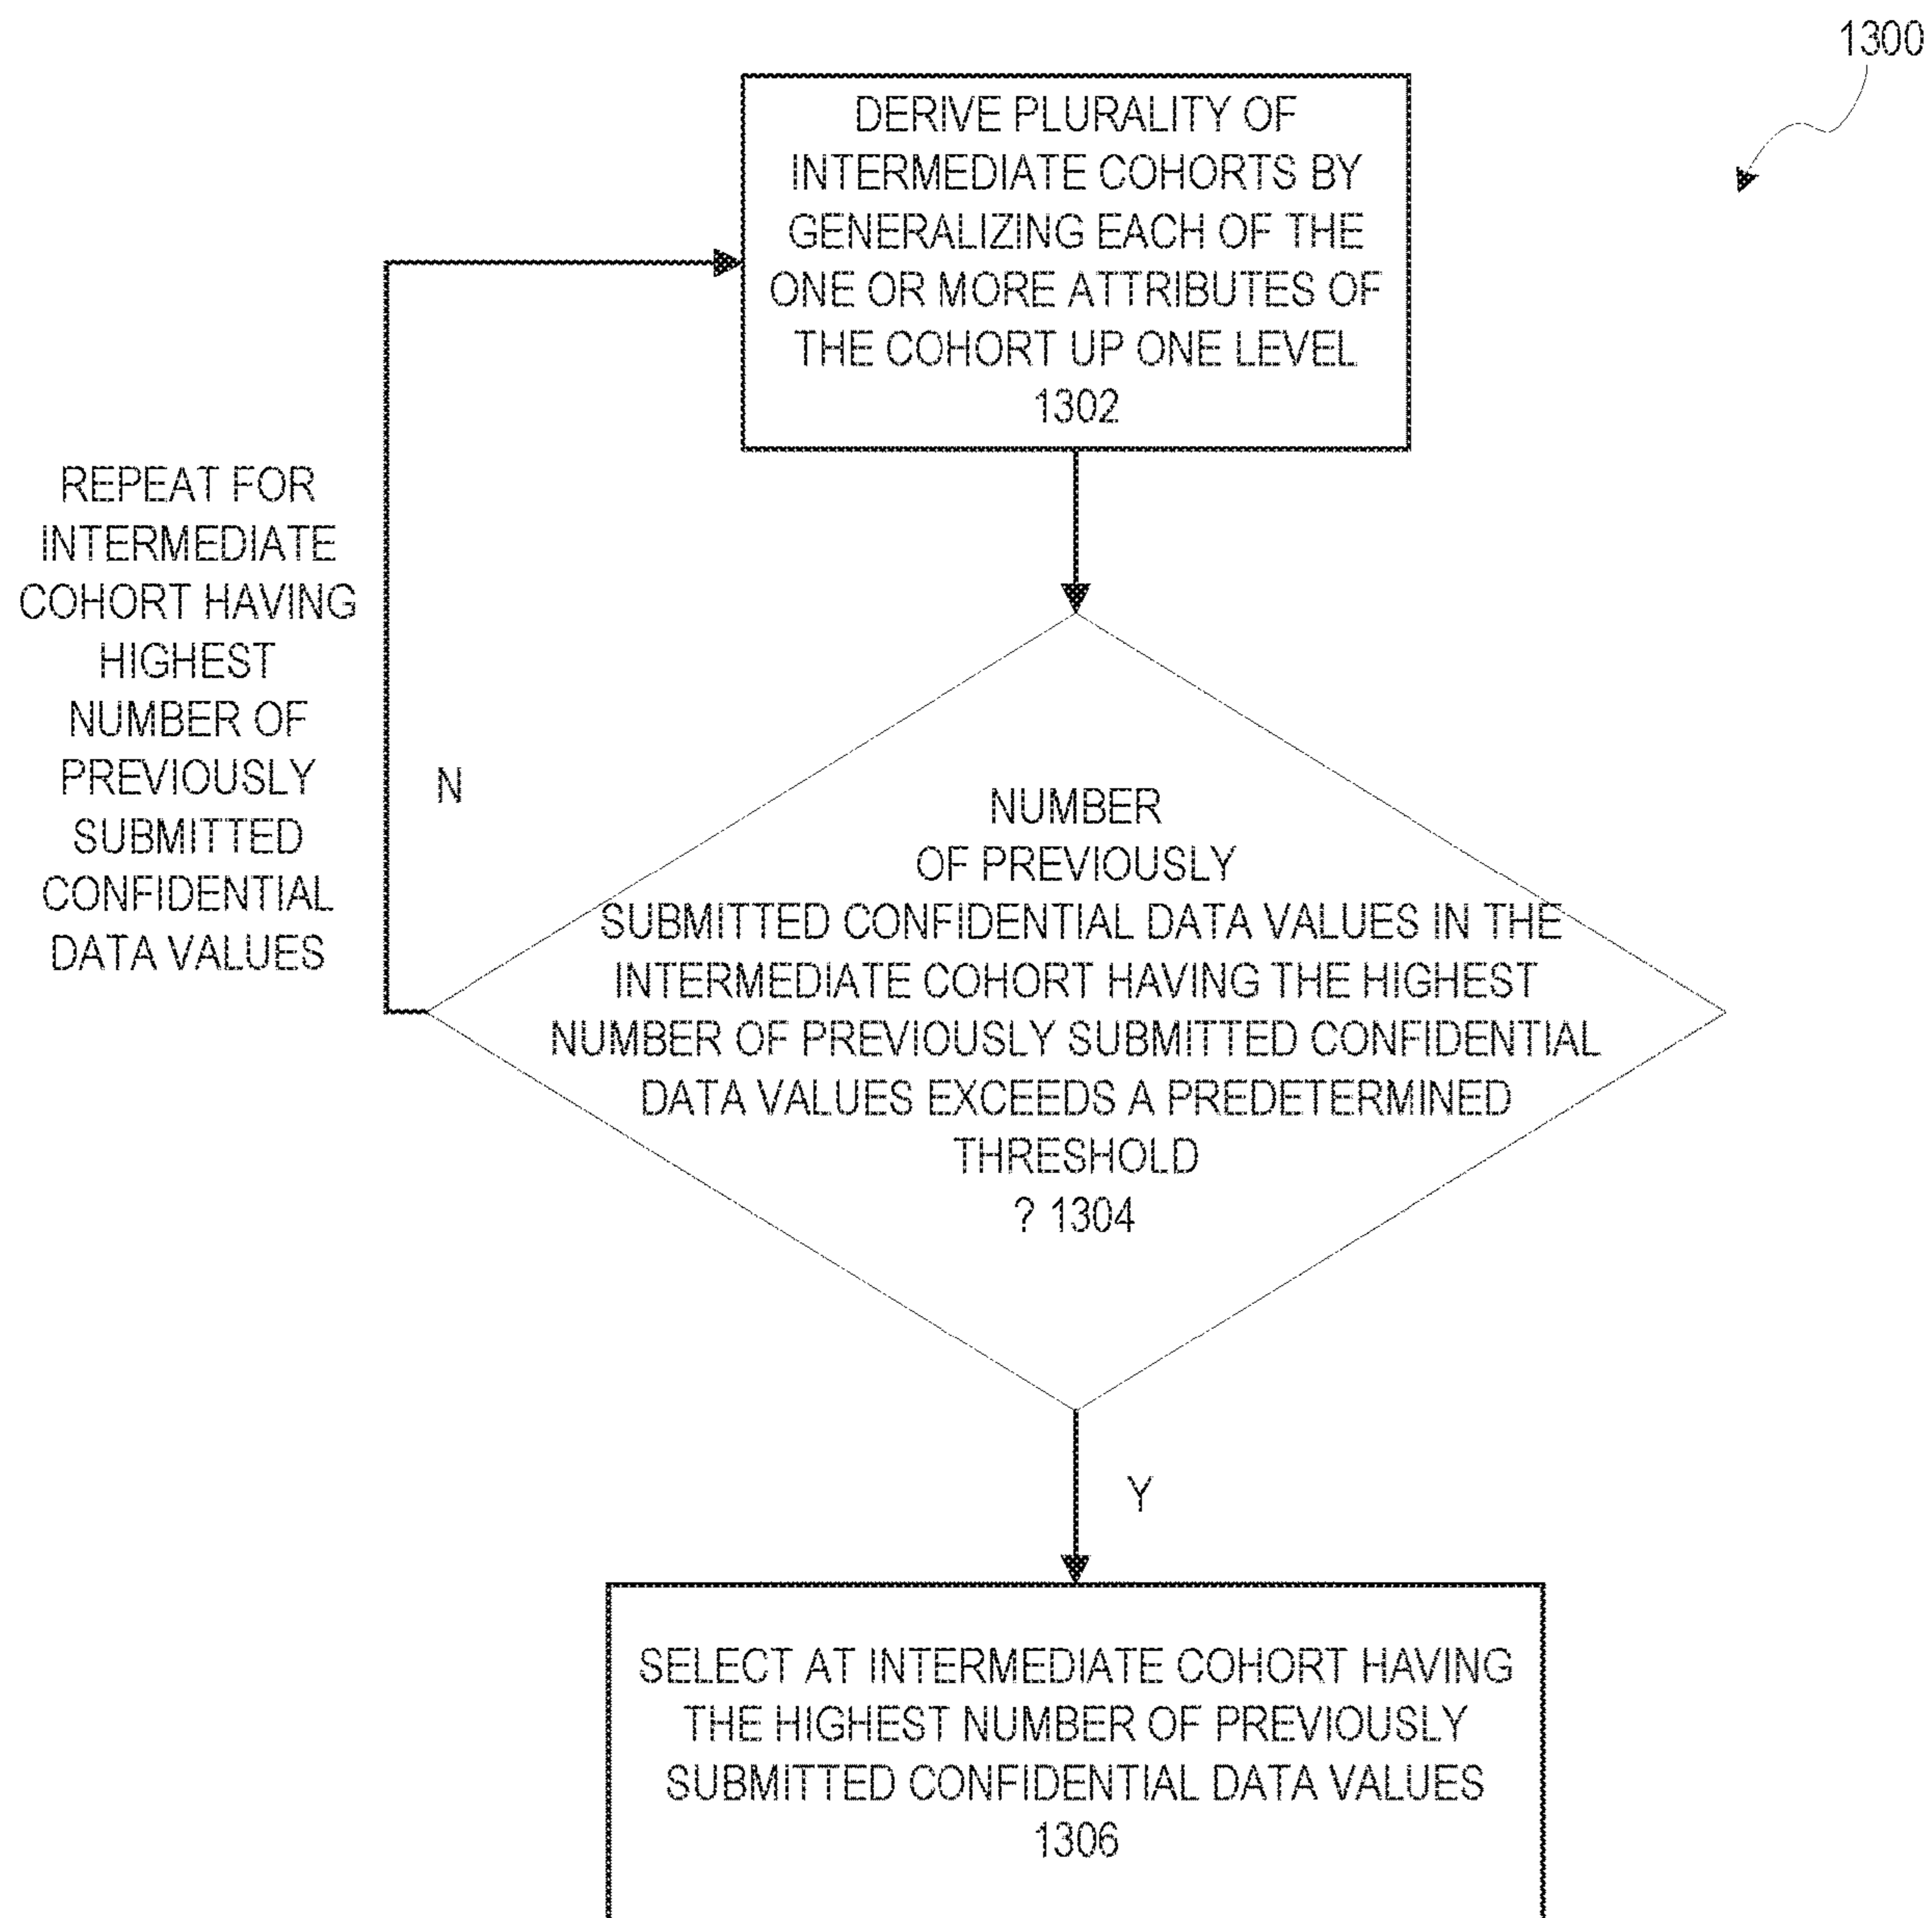 1300
DERIVE PLURALITY OF
INTERMEDIATE COHORTS BY
GENERALIZING EACH OF THE
ONE OR MORE ATTRIBUTES OF
THE COHORT UP ONE LEVEL
1302
REPEAT FOR
INTERMEDIATE
COHORT HAVING
HIGHEST
NUMBER OF
PREVIOUSLY
SUBMITTED
CONFIDENTIAL
DATA VALUES
N
NUMBER
OF PREVIOUSLY
SUBMITTED CONFIDENTIAL DATA VALUES IN THE
INTERMEDIATE COHORT HAVING THE HIGHEST
NUMBER OF PREVIOUSLY SUBMITTED CONFIDENTIAL
DATA VALUES EXCEEDS A PREDETERMINED
THRESHOLD
? 1304
Y
SELECT AT INTERMEDIATE COHORT HAVING
THE HIGHEST NUMBER OF PREVIOUSLY
SUBMITTED CONFIDENTIAL DATA VALUES
1306